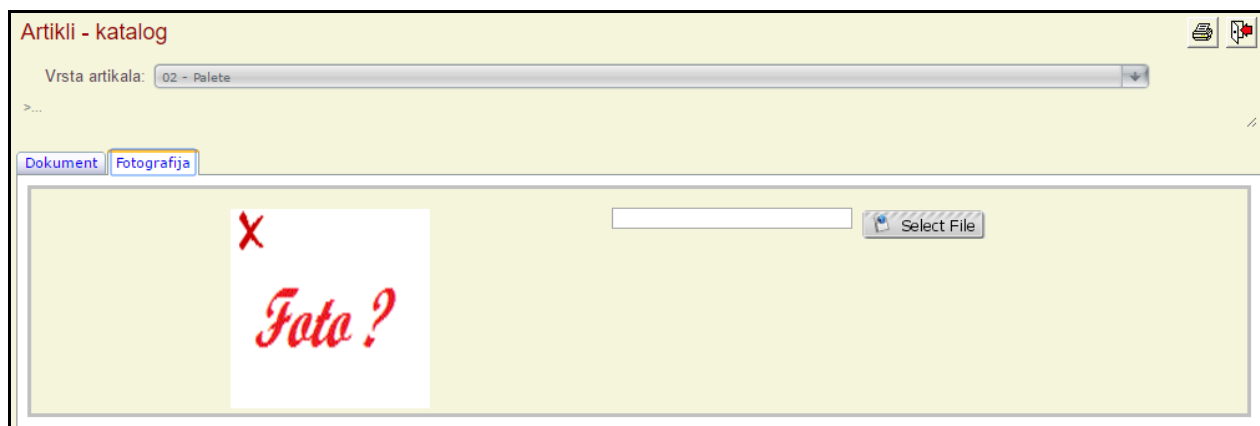 Artikli - katalog
Vrsta artikala: 02 - Palete
>...
Dokument Fotografija
X
Foto ?
Select File